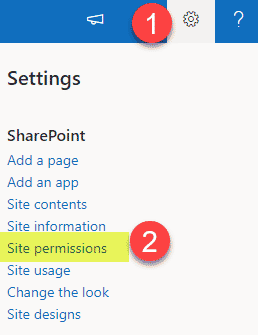 1
?
Settings
SharePoint
Add a page
Add an app
Site contents
Site information
Site permissions 2
Site usage
Change the look
Site designs